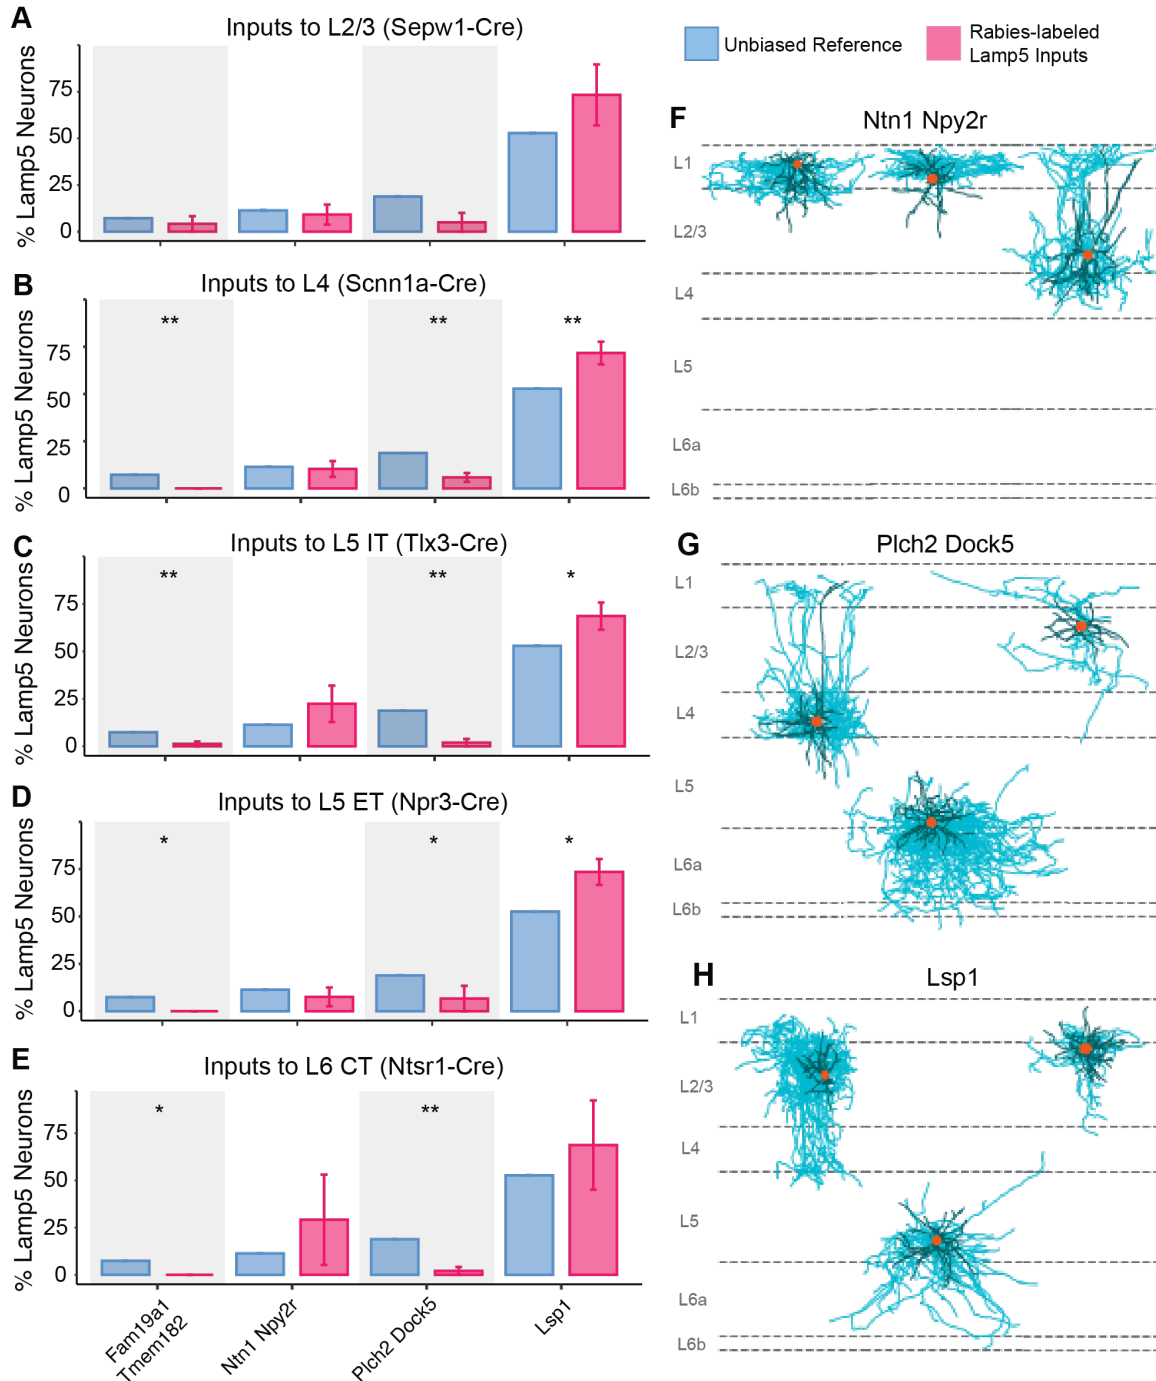 A
Inputs to L2/3 (Sepw1-Cre)
% Lamp5 Neurons
75
50
25
0
Unbiased Reference
Rabies-labeled
Lamp5 Inputs
B
Inputs to L4 (Scnn1a-Cre)
% Lamp5 Neurons
75
50
25
0
**
**
**
C
Inputs to L5 IT (Tlx3-Cre)
% Lamp5 Neurons
75
50
25
0
**
**
*
D
Inputs to L5 ET (Npr3-Cre)
% Lamp5 Neurons
75
50
25
0
*
*
*
E
Inputs to L6 CT (Ntsr1-Cre)
% Lamp5 Neurons
75
50
25
0
*
**
Fam19a1
Tmem182
Ntn1 Npy2r
Plch2 Dock5
Lsp1
F
Ntn1 Npy2r
L1
L2/3
L4
L5
L6a
L6b
G
Plch2 Dock5
L1
L2/3
L4
L5
L6a
L6b
H
Lsp1
L1
L2/3
L4
L5
L6a
L6b